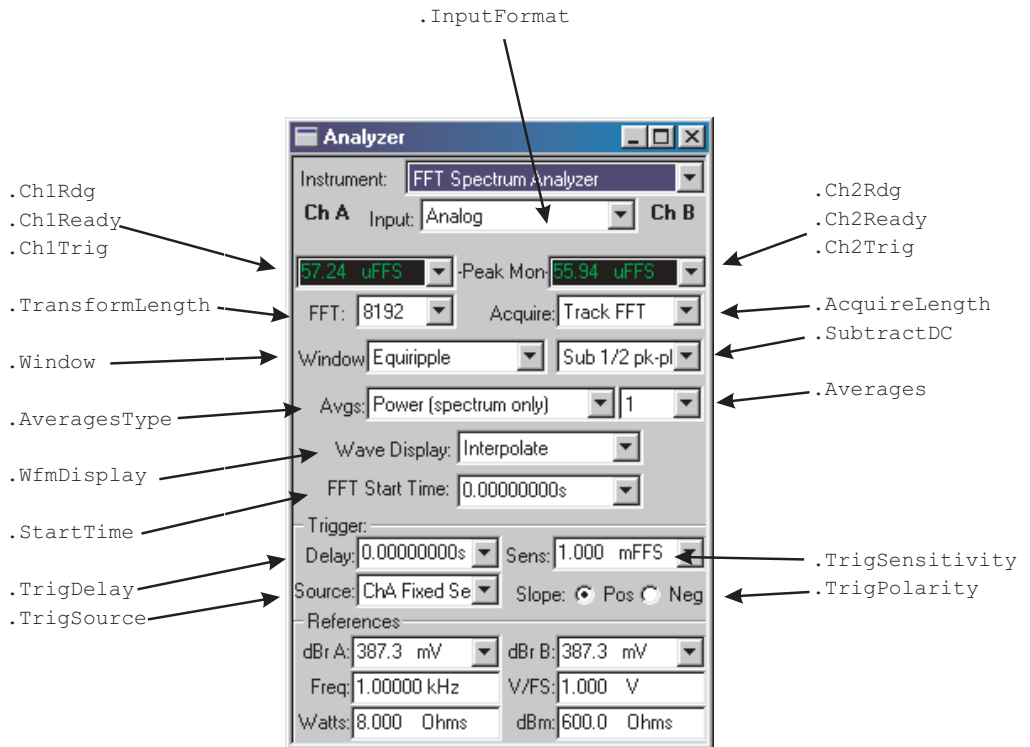 .InputFormat
Analyzer
Instrument: FFT Spectrum Analyzer
.Ch1Rdg
.Ch1Ready
.Ch1Trig
Ch A Input: Analog Ch B
.Ch2Rdg
.Ch2Ready
.Ch2Trig
57.24 uFFS -Peak Mon- 55.94 uFFS
.TransformLength
FFT: 8192 Acquire: Track FFT
.AcquireLength
.SubtractDC
.Window
Window Equiripple Sub 1/2 pk-pl
.AveragesType
Avgs: Power (spectrum only) 1
.Averages
.WfmDisplay
Wave Display: Interpolate
.StartTime
FFT Start Time: 0.00000000s
Trigger:
Delay: 0.00000000s Sens: 1.000 mFFS
.TrigDelay
.TrigSensitivity
.TrigSource
Source: ChA Fixed Se Slope: Pos Neg
.TrigPolarity
References
dBr A: 387.3 mV dBr B: 387.3 mV
Freq: 1.00000 kHz V/FS: 1.000 V
Watts: 8.000 Ohms dBm: 600.0 Ohms